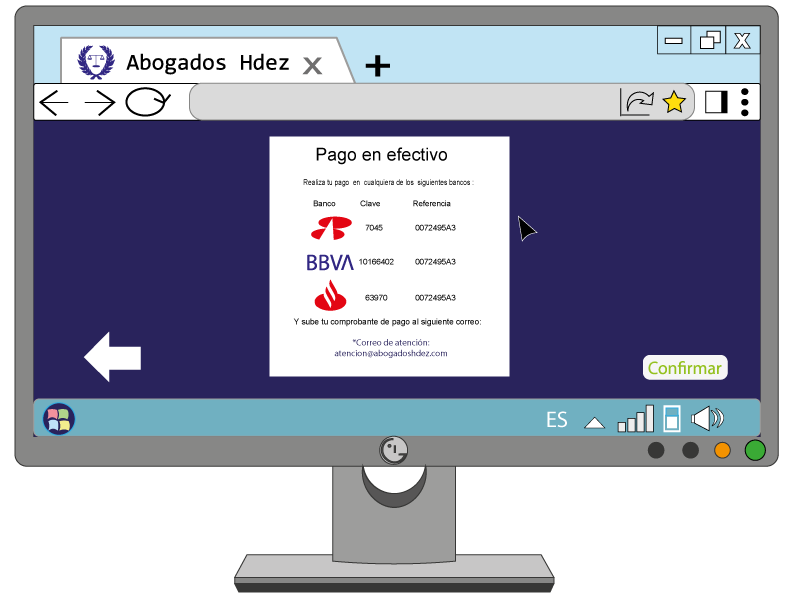 Abogados Hdez X
X
Pago en efectivo
Realiza tu pago en cualquiera de los siguientes bancos :
Banco Clave Referencia
7045 0072495A3
BBVA 10166402 0072495A3
63970 0072495A3
Y sube tu comprobante de pago al siguiente correo:
*Correo de atención:
atencion@abogadoshdez.com
Confirmar
ES